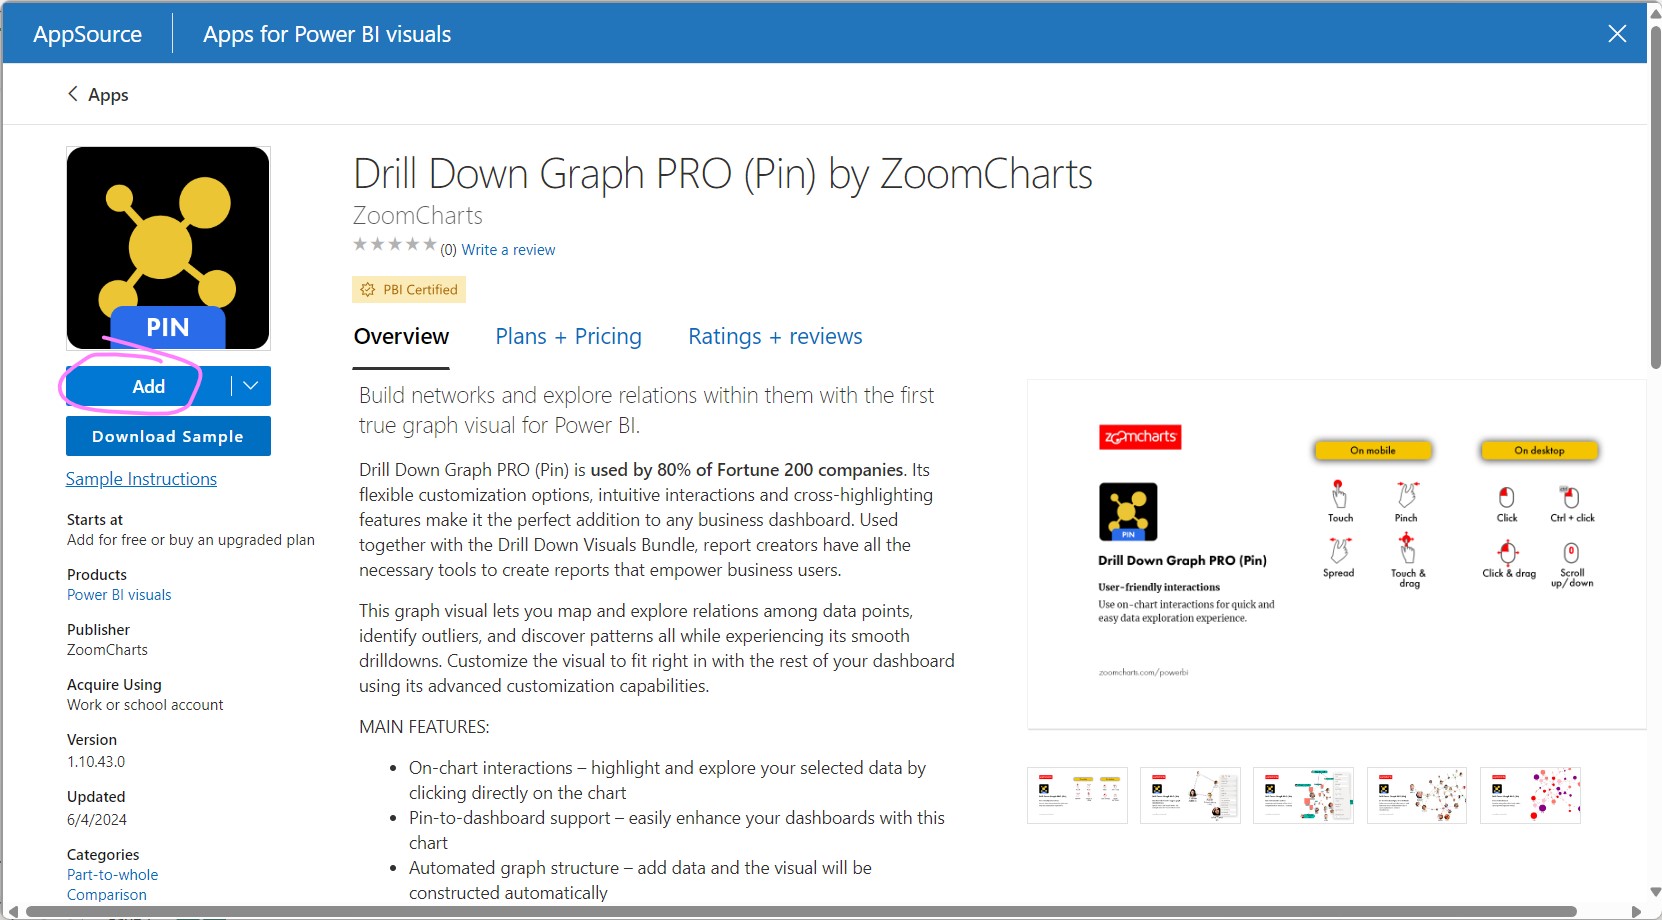 AppSource
Apps for Power BI visuals
Apps
PIN
Add
Download Sample
Sample Instructions
Starts at
Add for free or buy an upgraded plan
Products
Power BI visuals
Publisher
ZoomCharts
Acquire Using
Work or school account
Version
1.10.43.0
Updated
6/4/2024
Categories
Part-to-whole
Comparison
Drill Down Graph PRO (Pin) by ZoomCharts
ZoomCharts
(0) Write a review
PBI Certified
Overview
Plans + Pricing
Ratings + reviews
Build networks and explore relations within them with the first
true graph visual for Power BI.
Drill Down Graph PRO (Pin) is used by 80% of Fortune 200 companies. Its
flexible customization options, intuitive interactions and cross-highlighting
features make it the perfect addition to any business dashboard. Used
together with the Drill Down Visuals Bundle, report creators have all the
necessary tools to create reports that empower business users.
This graph visual lets you map and explore relations among data points,
identify outliers, and discover patterns all while experiencing its smooth
drilldowns. Customize the visual to fit right in with the rest of your dashboard
using its advanced customization capabilities.
MAIN FEATURES:
• On-chart interactions – highlight and explore your selected data by
clicking directly on the chart
• Pin-to-dashboard support – easily enhance your dashboards with this
chart
• Automated graph structure – add data and the visual will be
constructed automatically
zoomcharts
PIN
Drill Down Graph PRO (Pin)
User-friendly interactions
Use on-chart interactions for quick and
easy data exploration experience.
zoomcharts.com/powerbi
On mobile
Touch
Pinch
Spread
Touch &
drag
On desktop
Click
Ctrl + click
Click & drag
Scroll
up/down